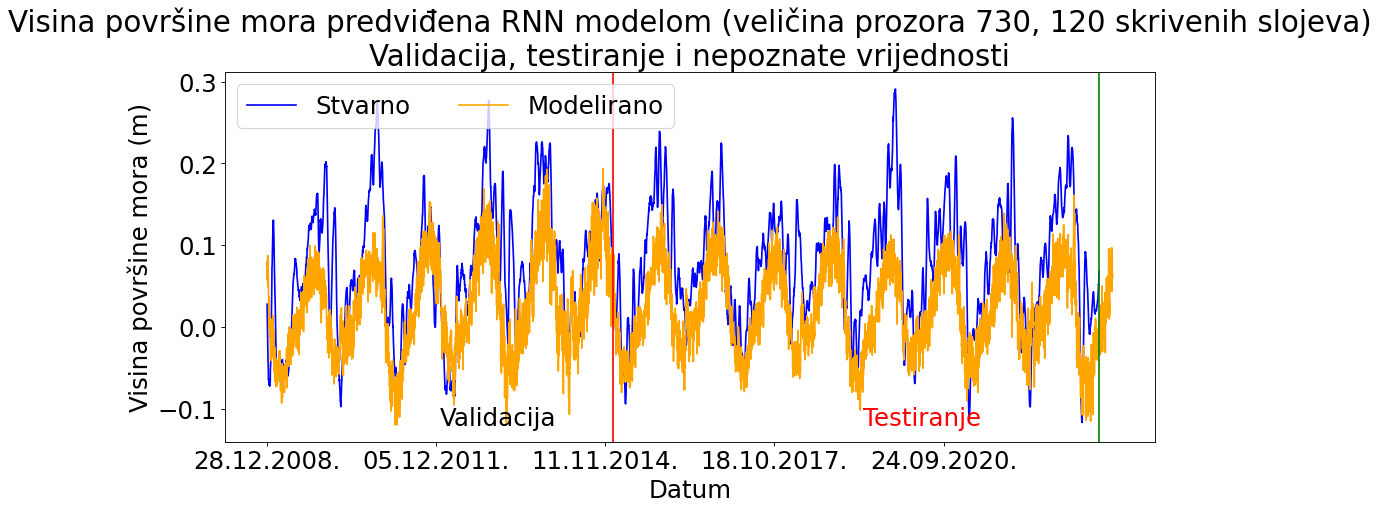 Visina površine mora predviđena RNN modelom (veličina prozora 730, 120 skrivenih slojeva)
Validacija, testiranje i nepoznate vrijednosti
Stvarno
Modelirano
Visina površine mora (m)
0.3
0.2
0.1
0.0
−0.1
Validacija
Testiranje
28.12.2008.
05.12.2011.
11.11.2014.
18.10.2017.
24.09.2020.
Datum